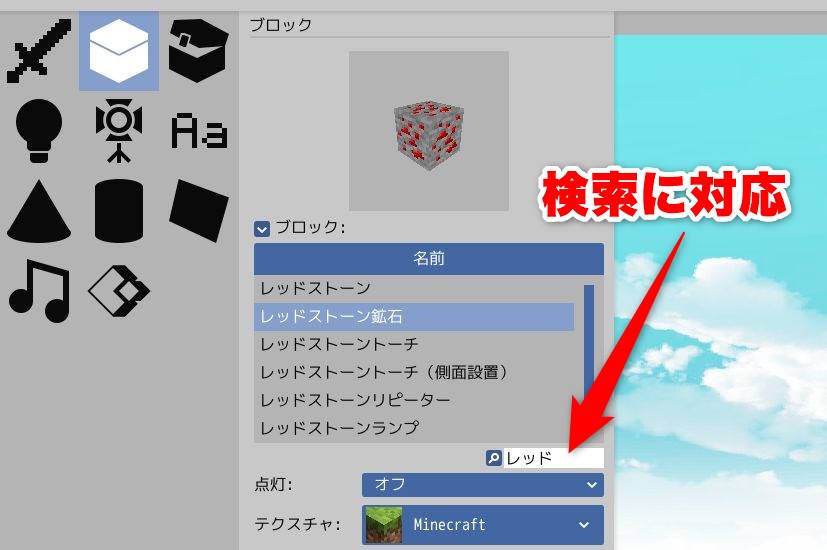 ブロック
Aa
検索に対応
ブロック:
名前
レッドストーン
レッドストーン鉱石
レッドストーントーチ
レッドストーントーチ（側面設置）
レッドストーンリピーター
レッドストーンランプ
レッド
点灯:
オフ
テクスチャ:
Minecraft